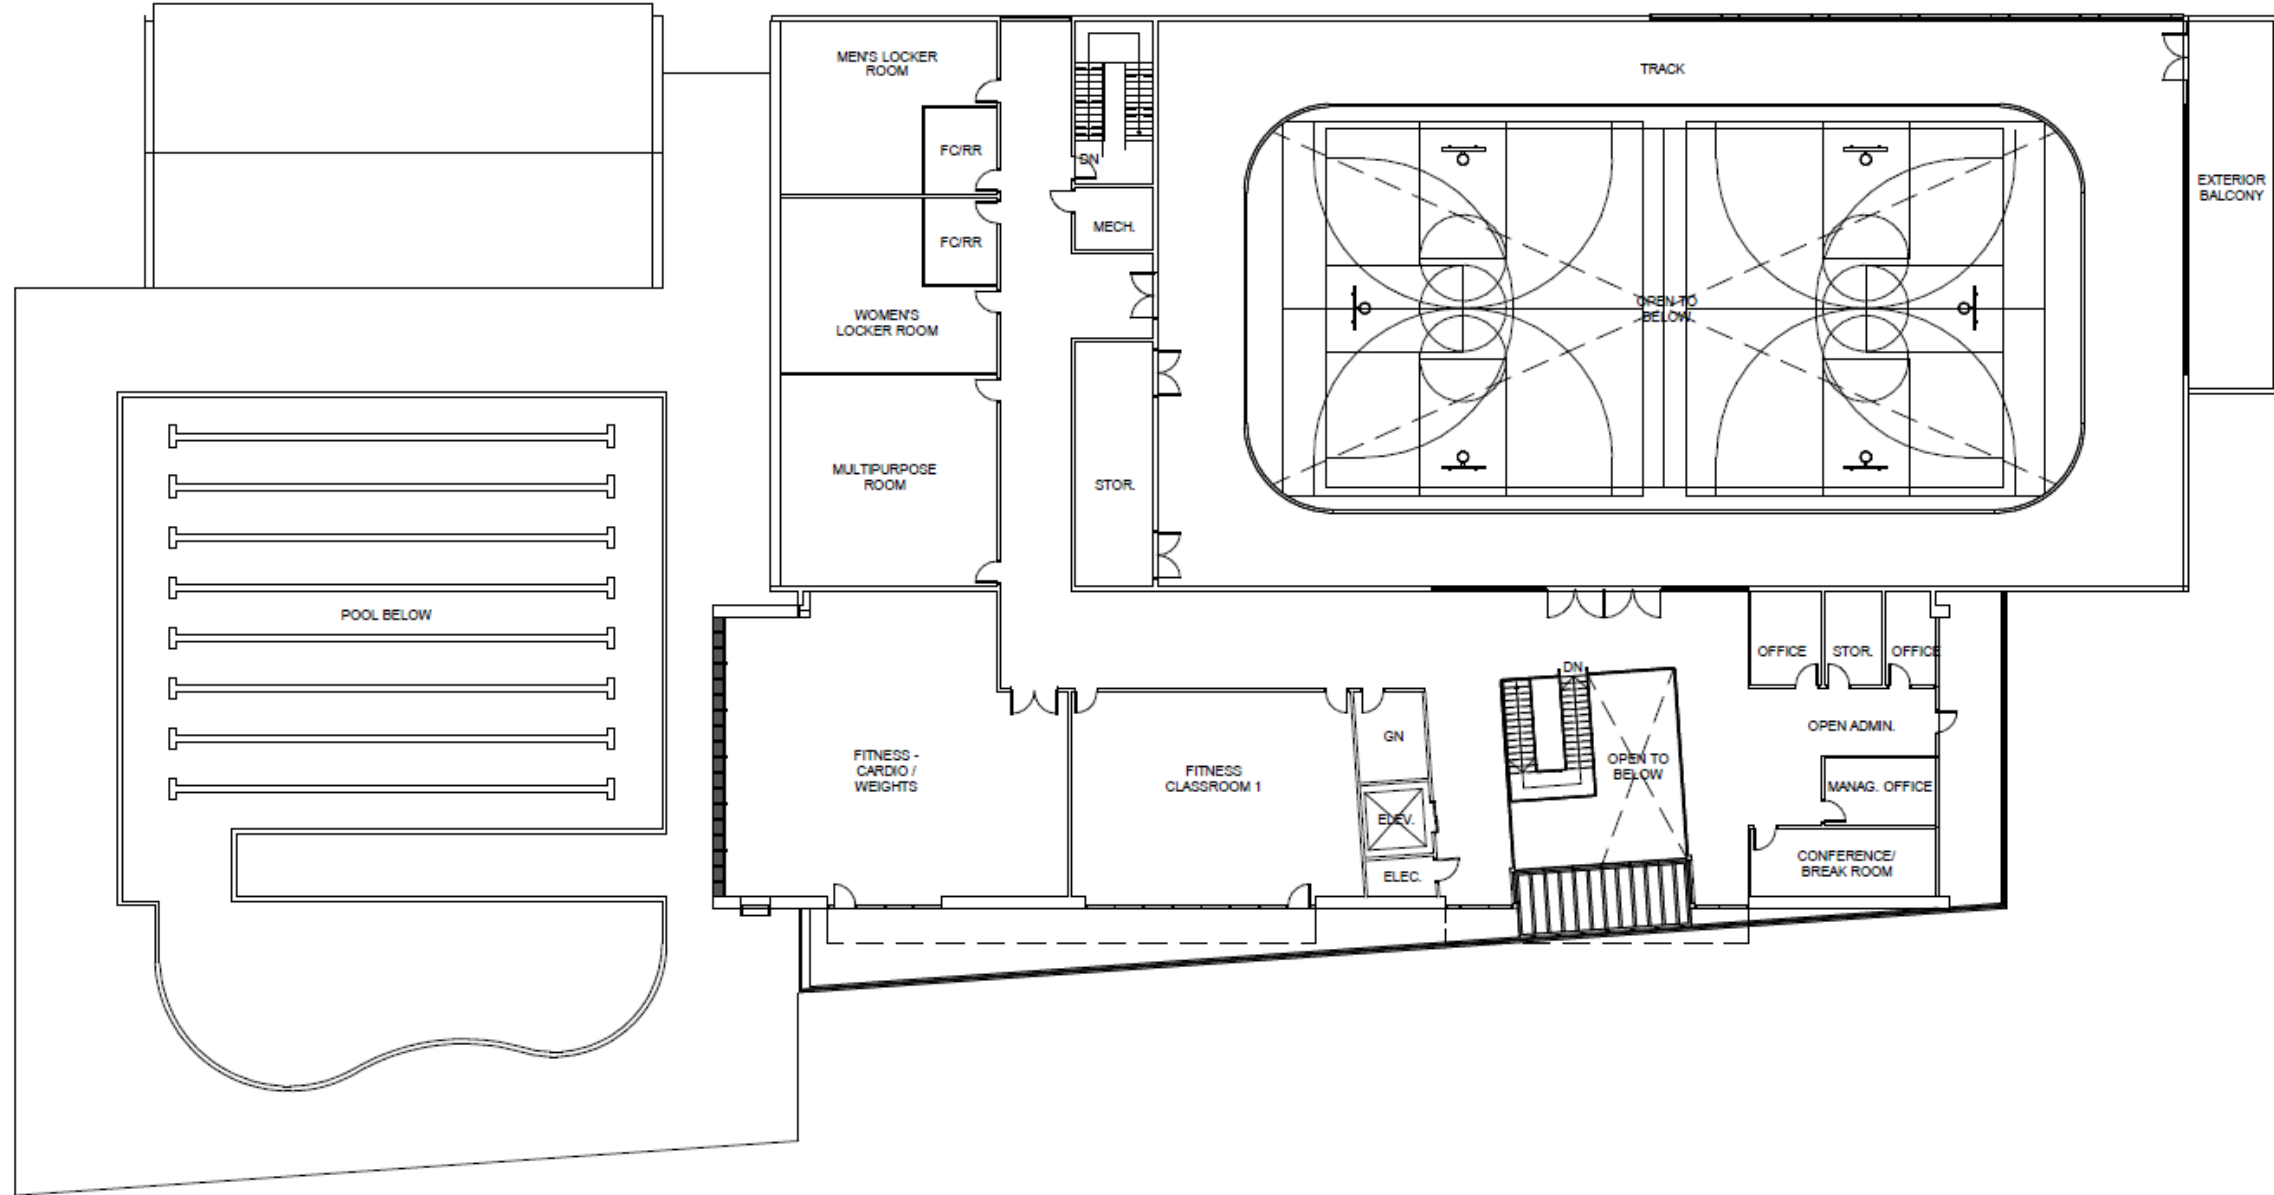 MEN'S LOCKER
ROOM
FC/RR
FC/RR
WOMEN'S
LOCKER ROOM
MULTIPURPOSE
ROOM
DN
MECH.
STOR.
TRACK
OPEN TO
BELOW
EXTERIOR
BALCONY
POOL BELOW
FITNESS -
CARDIO /
WEIGHTS
FITNESS
CLASSROOM 1
GN
ELEV.
ELEC.
DN
OPEN TO
BELOW
OFFICE
STOR.
OFFICE
OPEN ADMIN.
MANAG. OFFICE
CONFERENCE/
BREAK ROOM